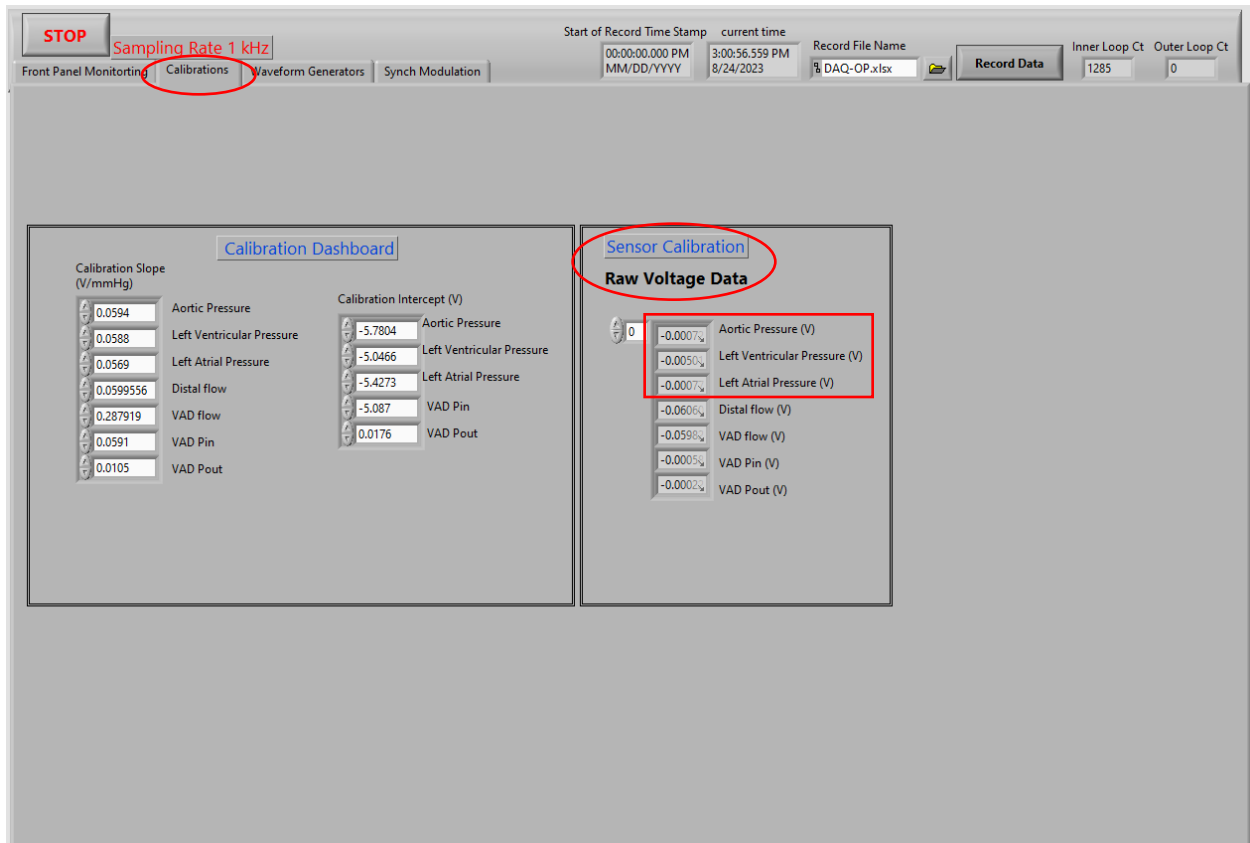 STOP
Sampling Rate 1 kHz
Start of Record Time Stamp
00:00:00.000 PM
MM/DD/YYYY
current time
3:00:56.559 PM
8/24/2023
Record File Name
DAQ-OP.xlsx
Record Data
Inner Loop Ct
1285
Outer Loop Ct
0
Front Panel Monitorting
Calibrations
Waveform Generators
Synch Modulation
Calibration Dashboard
Calibration Slope
(V/mmHg)
0.0594 Aortic Pressure
0.0588 Left Ventricular Pressure
0.0569 Left Atrial Pressure
0.0599556 Distal flow
0.287919 VAD flow
0.0591 VAD Pin
0.0105 VAD Pout
Calibration Intercept (V)
-5.7804 Aortic Pressure
-5.0466 Left Ventricular Pressure
-5.4273 Left Atrial Pressure
-5.087 VAD Pin
0.0176 VAD Pout
Sensor Calibration
Raw Voltage Data
0
Aortic Pressure (V)
Left Ventricular Pressure (V)
Left Atrial Pressure (V)
Distal flow (V)
VAD flow (V)
VAD Pin (V)
VAD Pout (V)